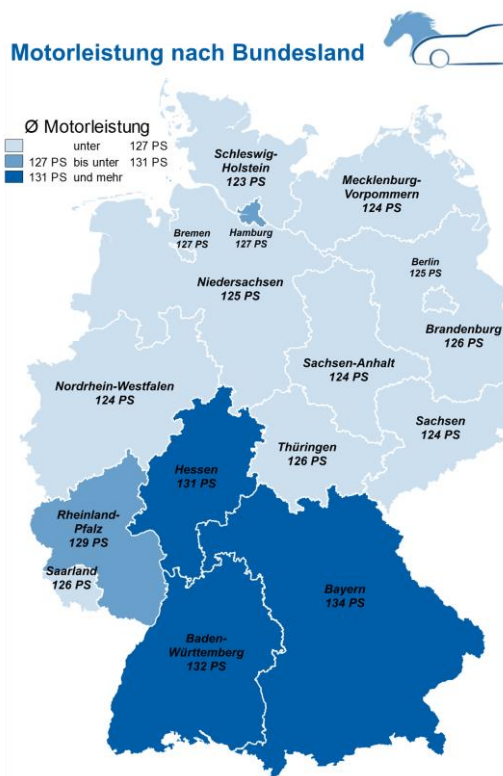 Motorleistung nach Bundesland
Ø Motorleistung
unter 127 PS
127 PS bis unter 131 PS
131 PS und mehr
Schleswig-
Holstein
123 PS
Mecklenburg-
Vorpommern
124 PS
Bremen
127 PS
Hamburg
127 PS
Berlin
125 PS
Niedersachsen
125 PS
Brandenburg
126 PS
Sachsen-Anhalt
124 PS
Nordrhein-Westfalen
124 PS
Sachsen
124 PS
Thüringen
126 PS
Hessen
131 PS
Rheinland-
Pfalz
129 PS
Saarland
126 PS
Bayern
134 PS
Baden-
Württemberg
132 PS